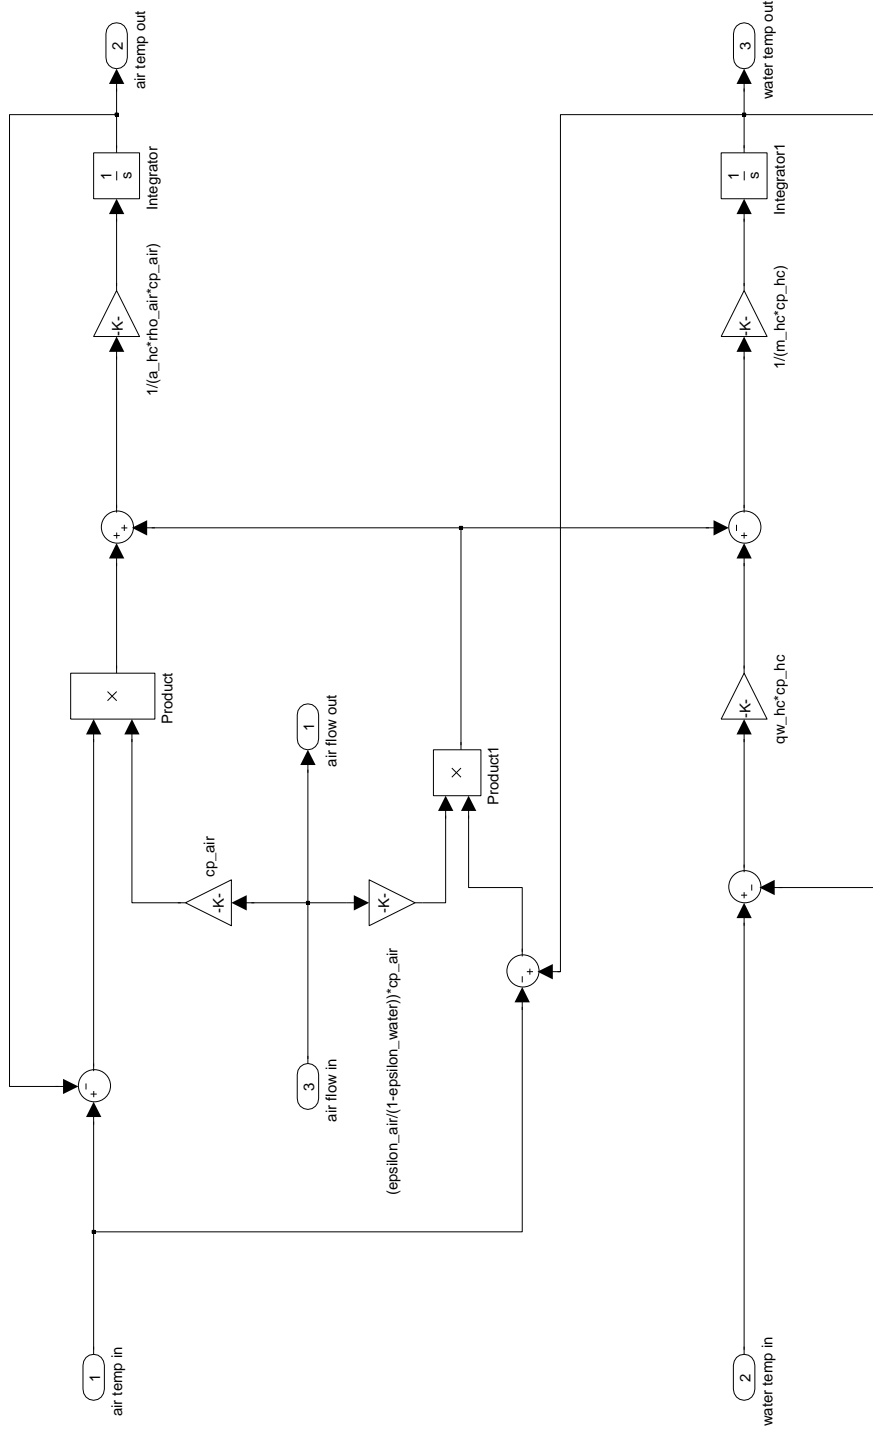 2
air temp out
1
s
Integrator
-K-
1/(a_hc*rho_air*cp_air)
+
+
×
Product
+
-
1
air temp in
-K-
cp_air
1
air flow out
3
air flow in
-K-
(epsilon_air/(1-epsilon_water))*cp_air
×
Product1
-
+
3
water temp out
1
s
Integrator1
-K-
1/(m_hc*cp_hc)
-
+
-K-
qw_hc*cp_hc
+
-
2
water temp in